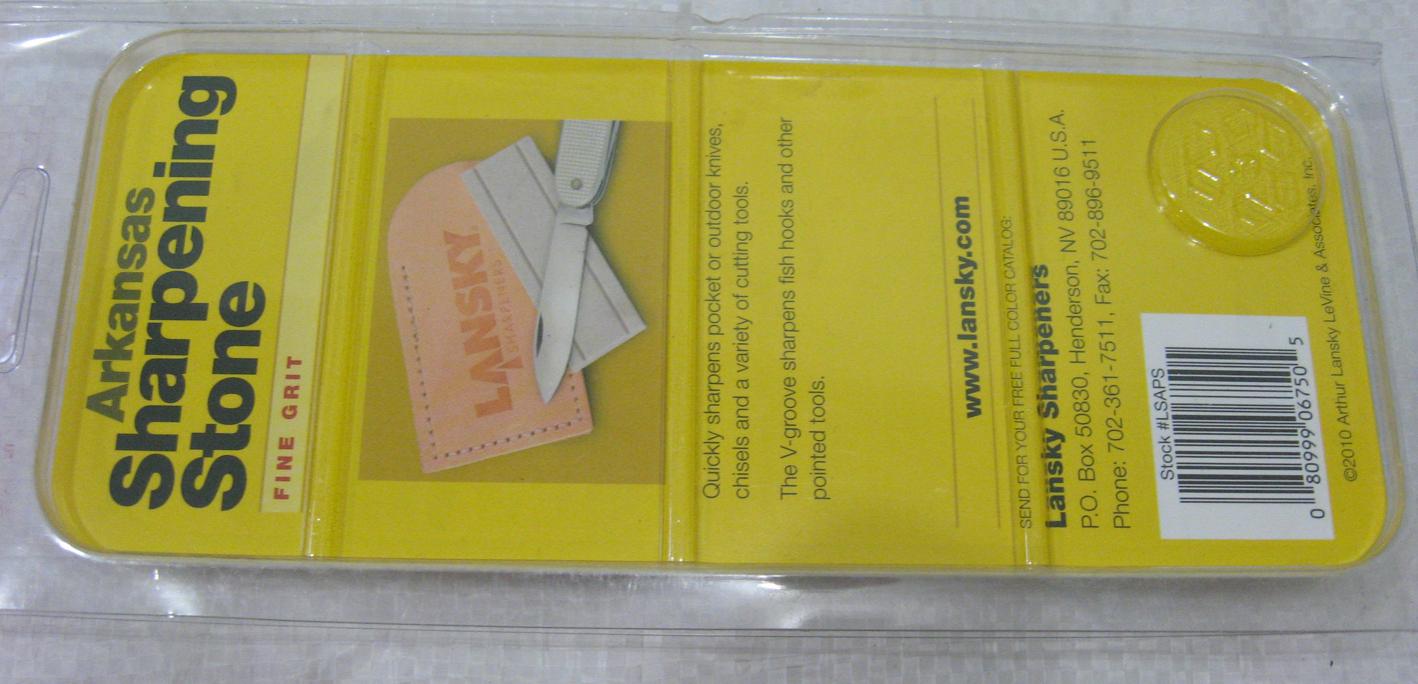 Arkansas
Sharpening
Stone
FINE GRIT
LANSKY
SHARPENERS
Quickly sharpens pocket or outdoor knives,
chisels and a variety of cutting tools.
The V-groove sharpens fish hooks and other
pointed tools.
www.lansky.com
SEND FOR YOUR FREE FULL COLOR CATALOG:
Lansky Sharpeners
P.O. Box 50830, Henderson, NV 89016 U.S.A.
Phone: 702-361-7511, Fax: 702-896-9511
Stock #LSAPS
0 80999 06750 5
©2010 Arthur Lansky LeVine & Associates, Inc.